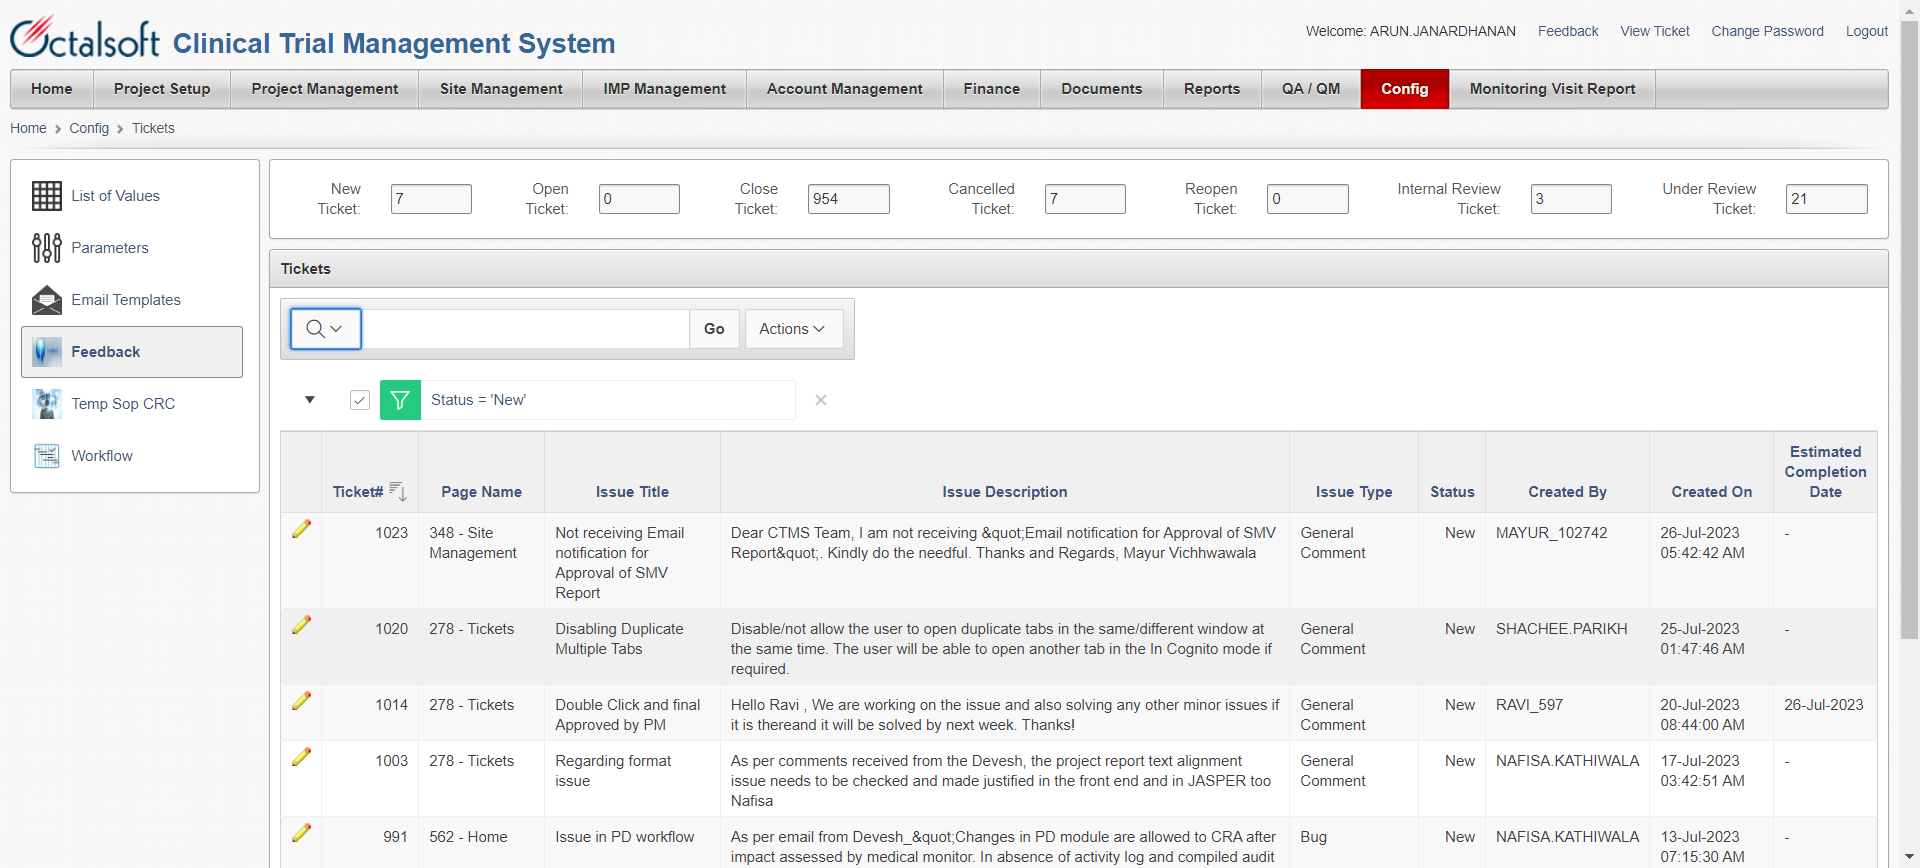 Octalsoft Clinical Trial Management System
Welcome: ARUN.JANARDHANAN Feedback View Ticket Change Password Logout
Home Project Setup Project Management Site Management IMP Management Account Management Finance Documents Reports QA / QM Config Monitoring Visit Report
Home > Config > Tickets
List of Values
Parameters
Email Templates
Feedback
Temp Sop CRC
Workflow
New Ticket: 7
Open Ticket: 0
Close Ticket: 954
Cancelled Ticket: 7
Reopen Ticket: 0
Internal Review Ticket: 3
Under Review Ticket: 21
Tickets
Go Actions
Status = 'New'
Ticket# Page Name Issue Title Issue Description Issue Type Status Created By Created On Estimated Completion Date
1023 348 - Site Management
Not receiving Email notification for Approval of SMV Report
Dear CTMS Team, I am not receiving &quot;Email notification for Approval of SMV
Report&quot;. Kindly do the needful. Thanks and Regards, Mayur Vichhwawala
General Comment New MAYUR_102742 26-Jul-2023 05:42:42 AM -
1020 278 - Tickets
Disabling Duplicate Multiple Tabs
Disable/not allow the user to open duplicate tabs in the same/different window at
the same time. The user will be able to open another tab in the In Cognito mode if
required.
General Comment New SHACHEE.PARIKH 25-Jul-2023 01:47:46 AM -
1014 278 - Tickets
Double Click and final Approved by PM
Hello Ravi , We are working on the issue and also solving any other minor issues if
it is thereand it will be solved by next week. Thanks!
General Comment New RAVI_597 20-Jul-2023 08:44:00 AM 26-Jul-2023
1003 278 - Tickets
Regarding format issue
As per comments received from the Devesh, the project report text alignment
issue needs to be checked and made justified in the front end and in JASPER too
Nafisa
General Comment New NAFISA.KATHIWALA 17-Jul-2023 03:42:51 AM -
991 562 - Home
Issue in PD workflow
As per email from Devesh_&quot;Changes in PD module are allowed to CRA after
impact assessed by medical monitor. In absence of activity log and compiled audit
Bug New NAFISA.KATHIWALA 13-Jul-2023 07:15:30 AM -